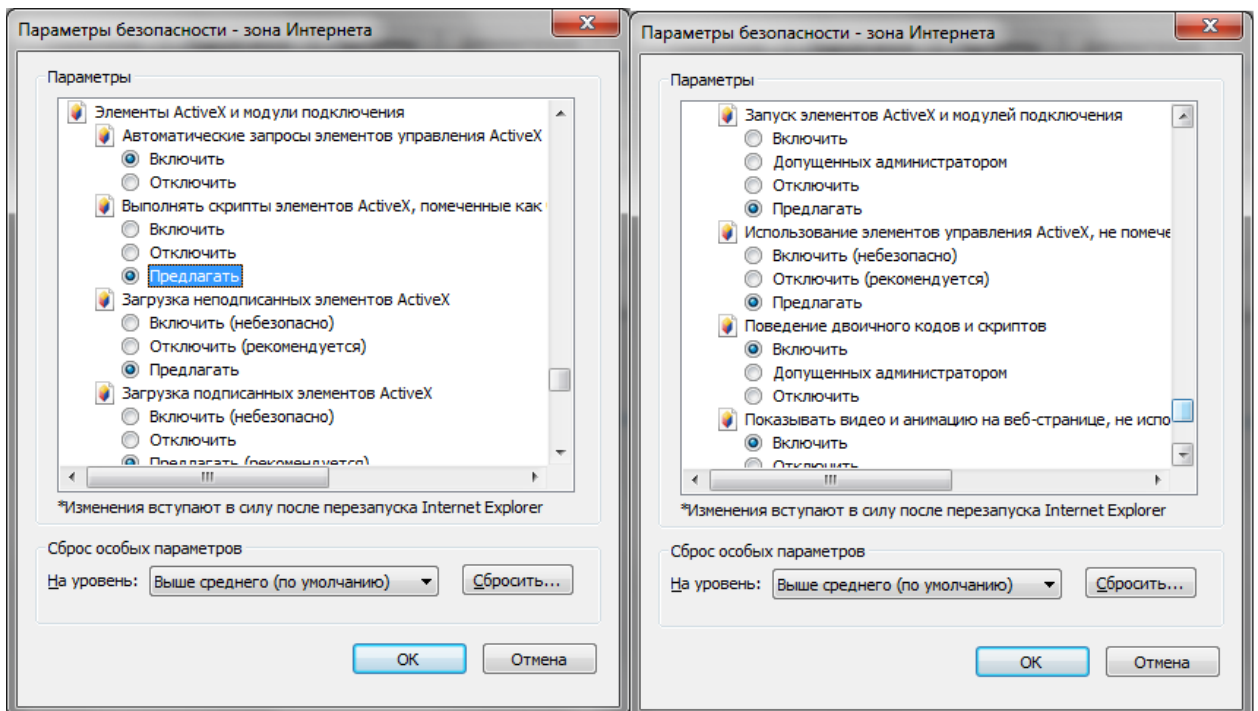 Параметры безопасности - зона Интернета
Параметры
Элементы ActiveX и модули подключения
Автоматические запросы элементов управления ActiveX
Включить
Отключить
Выполнять скрипты элементов ActiveX, помеченные как
Включить
Отключить
Предлагать
Загрузка неподписанных элементов ActiveX
Включить (небезопасно)
Отключить (рекомендуется)
Предлагать
Загрузка подписанных элементов ActiveX
Включить (небезопасно)
Отключить
Предлагать (рекомендуется)
*Изменения вступают в силу после перезапуска Internet Explorer
Сброс особых параметров
На уровень: Выше среднего (по умолчанию) Сбросить...
OK Отмена
Параметры безопасности - зона Интернета
Параметры
Запуск элементов ActiveX и модулей подключения
Включить
Допущенных администратором
Отключить
Предлагать
Использование элементов управления ActiveX, не помече
Включить (небезопасно)
Отключить (рекомендуется)
Предлагать
Поведение двоичного кодов и скриптов
Включить
Допущенных администратором
Отключить
Показывать видео и анимацию на веб-странице, не испо
Включить
Отключить
*Изменения вступают в силу после перезапуска Internet Explorer
Сброс особых параметров
На уровень: Выше среднего (по умолчанию) Сбросить...
OK Отмена